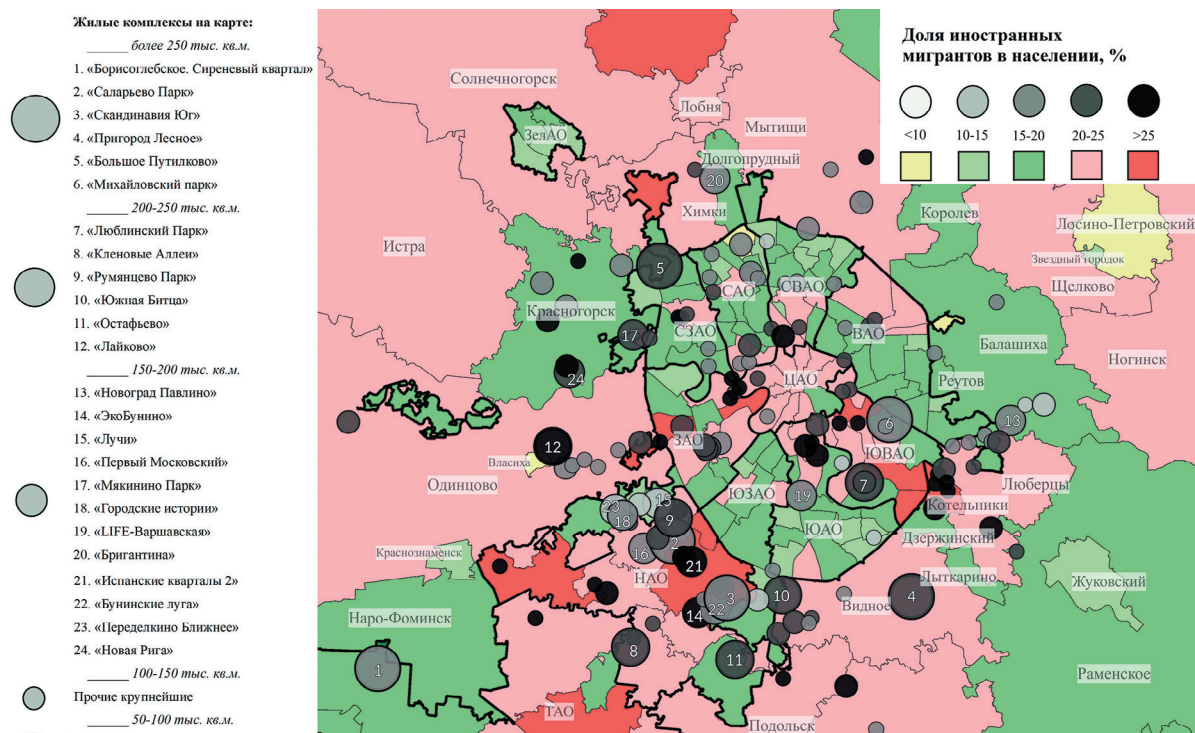 Жилые комплексы на карте:
______ более 250 тыс. кв.м.
1. «Борисоглебское. Сиреневый квартал»
2. «Саларьево Парк»
3. «Скандинавия Юг»
4. «Пригород Лесное»
5. «Большое Путилково»
6. «Михайловский парк»
______ 200-250 тыс. кв.м.
7. «Люблинский Парк»
8. «Кленовые Аллеи»
9. «Румянцево Парк»
10. «Южная Битца»
11. «Остафьево»
12. «Лайково»
______ 150-200 тыс. кв.м.
13. «Новоград Павлино»
14. «ЭкоБунино»
15. «Лучи»
16. «Первый Московский»
17. «Мякинино Парк»
18. «Городские истории»
19. «LIFE-Варшавская»
20. «Бригантина»
21. «Испанские кварталы 2»
22. «Бунинские луга»
23. «Переделкино Ближнее»
24. «Новая Рига»
______ 100-150 тыс. кв.м.
Прочие крупнейшие
______ 50-100 тыс. кв.м.
Доля иностранных
мигрантов в населении, %
<10 10-15 15-20 20-25 >25
Солнечногорск
Лобня
Мытищи
ЗелАО
Долгопрудный
20
Химки
Королев
Лосино-Петровский
Истра
Звездный городок
5
САО
СВАО
Щелково
Красногорск
СЗАО
ВАО
17
Балашиха
Ногинск
24
ЦАО
Реутов
6
13
12
ЗАО
ЮВАО
Власиха
Одинцово
7
Люберцы
ЮЗАО
19
Котельники
23
15
18
9
ЮАО
Дзержинский
Краснознаменск
16
2
21
НАО
Лыткарино
Жуковский
3
10
4
Видное
22
14
Наро-Фоминск
8
11
1
Раменское
ТАО
Подольск